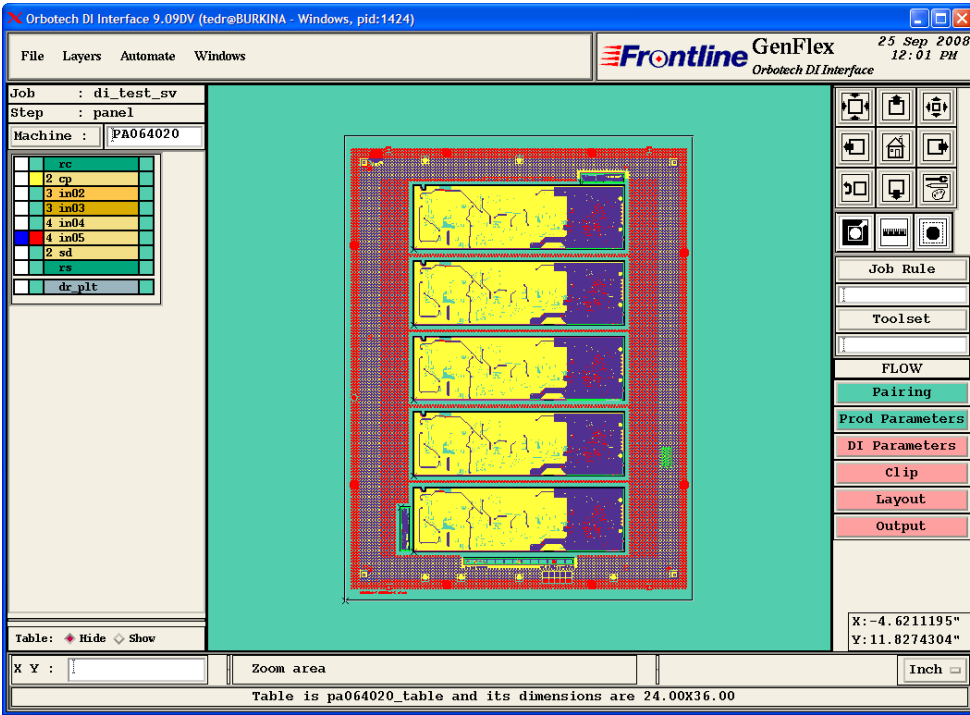 Orbotech DI Interface 9.09DV (tedr@BURKINA - Windows, pid:1424)
File Layers Automate Windows
Frontline GenFlex
Orbotech DI Interface
25 Sep 2008
12:01 PM
Job : di_test_sv
Step : panel
Machine : PA064020
rc
2 cp
3 in02
3 in03
4 in04
4 in05
2 sd
rs
dr_plt
Job Rule
Toolset
FLOW
Pairing
Prod Parameters
DI Parameters
Clip
Layout
Output
X:-4.6211195"
Y:11.8274304"
Table: Hide Show
X Y :
Zoom area
Inch
Table is pa064020_table and its dimensions are 24.00X36.00